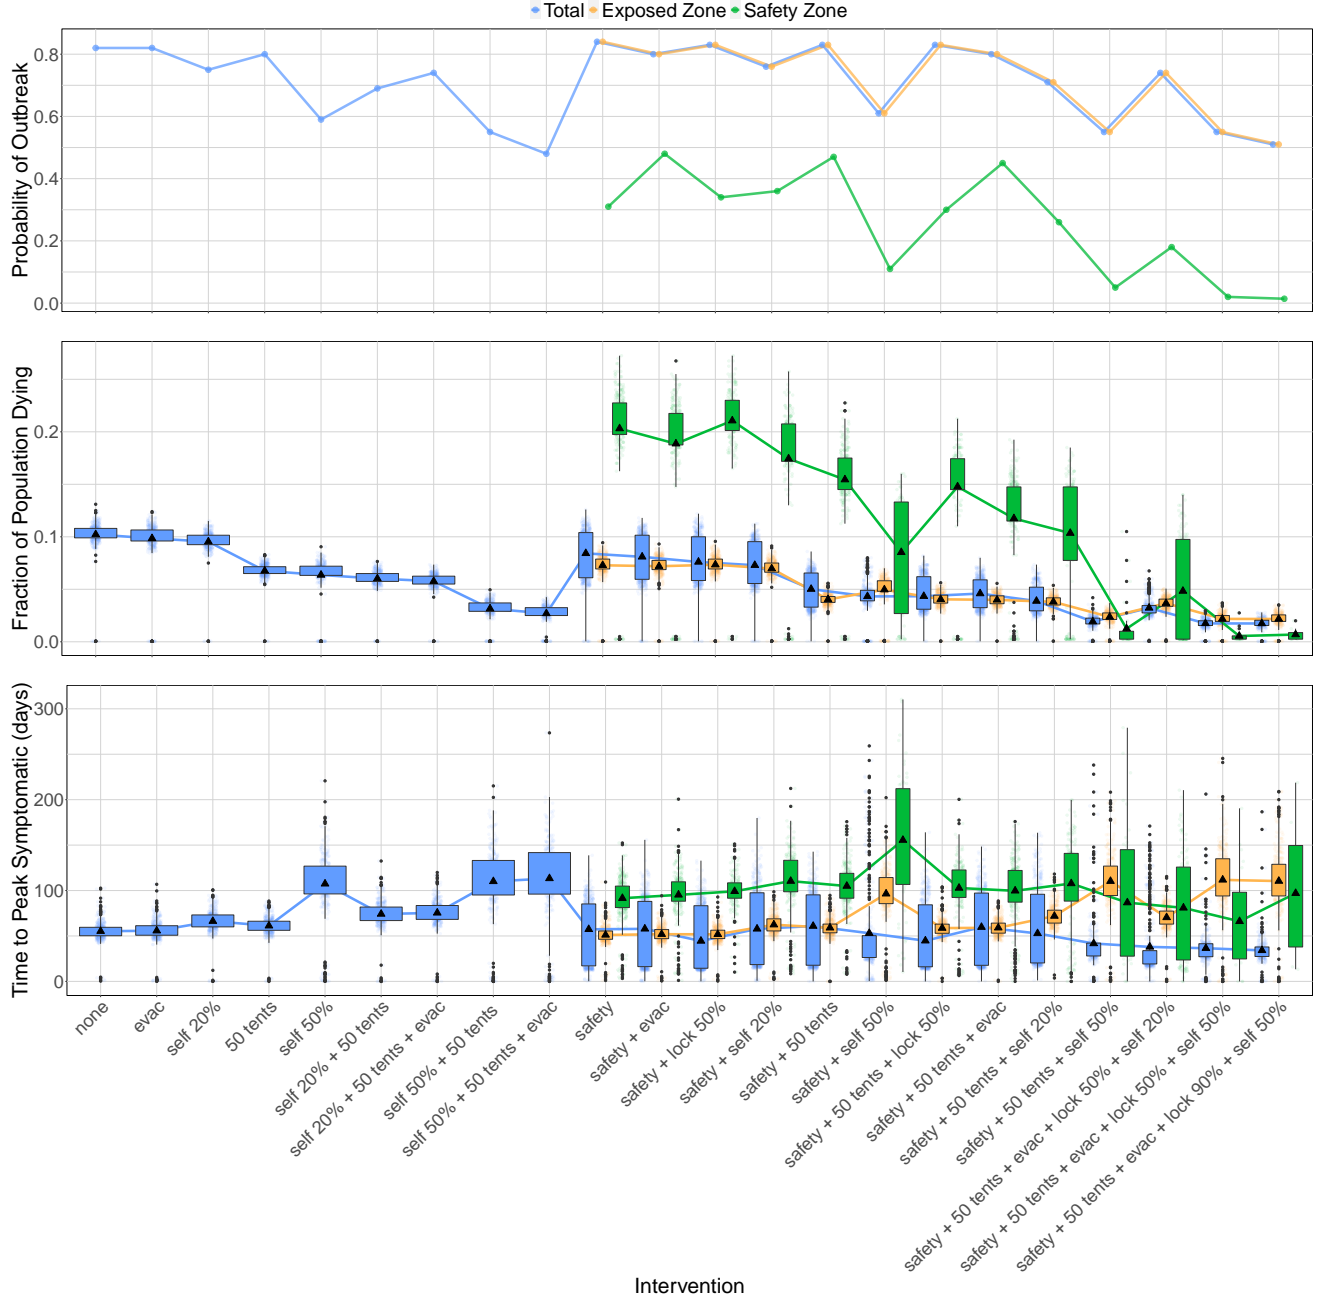 Total Exposed Zone Safety Zone
Probability of Outbreak
0.8
0.6
0.4
0.2
0.0
Fraction of Population Dying
0.2
0.1
0.0
Time to Peak Symptomatic (days)
300
200
100
0
none
evac
self 20%
50 tents
self 50%
self 20% + 50 tents
self 20% + 50 tents + evac
self 50% + 50 tents
self 50% + 50 tents + evac
safety
safety + evac
safety + lock 50%
safety + self 20%
safety + 50 tents
safety + self 50%
safety + 50 tents + lock 50%
safety + 50 tents + evac
safety + 50 tents + self 20%
safety + 50 tents + self 50%
safety + 50 tents + evac + lock 50% + self 20%
safety + 50 tents + evac + lock 50% + self 50%
safety + 50 tents + evac + lock 90% + self 50%
Intervention